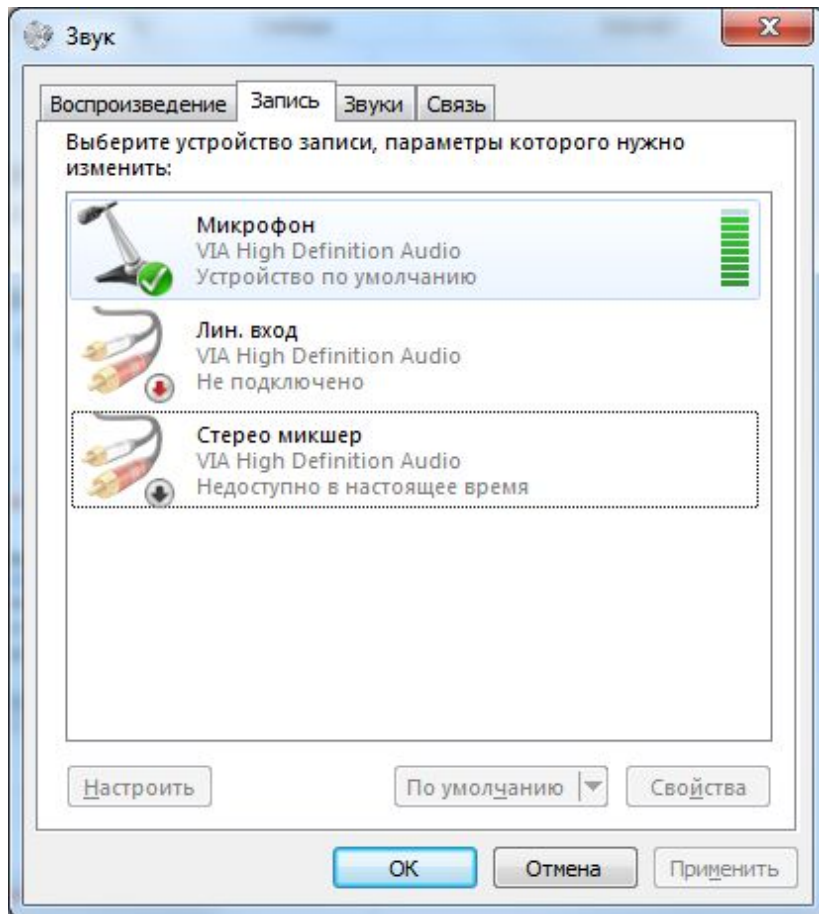 Звук
Воспроизведение Запись Звуки Связь
Выберите устройство записи, параметры которого нужно
изменить:
Микрофон
VIA High Definition Audio
Устройство по умолчанию
Лин. вход
VIA High Definition Audio
Не подключено
Стерео микшер
VIA High Definition Audio
Недоступно в настоящее время
Настроить По умолчанию Свойства
ОК Отмена Применить